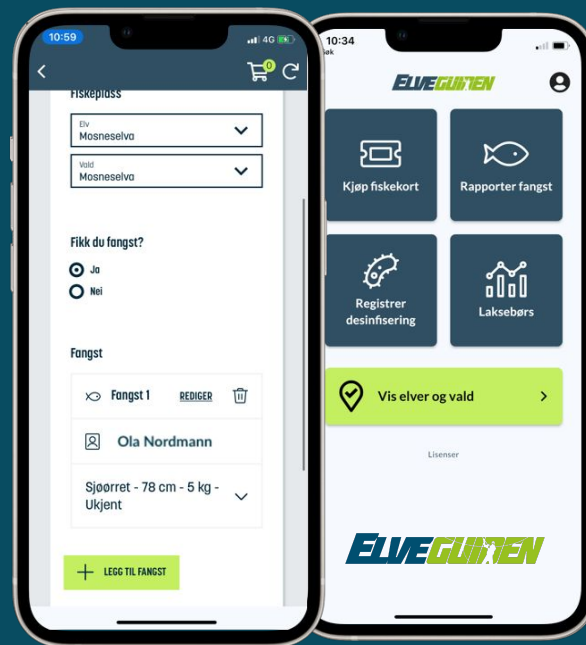 10:59
4G
0
Fiskeplass
Elv
Mosneselva
Vald
Mosneselva
Fikk du fangst?
Ja
Nei
Fangst
Fangst 1 REDIGER
Ola Nordmann
Sjøørret - 78 cm - 5 kg -
Ukjent
LEGG TIL FANGST
10:34
ELVEGUIDEN
Kjøp fiskekort
Rapporter fangst
Registrer
desinfisering
Laksebørs
Vis elver og vald
Lisenser
ELVEGUIDEN